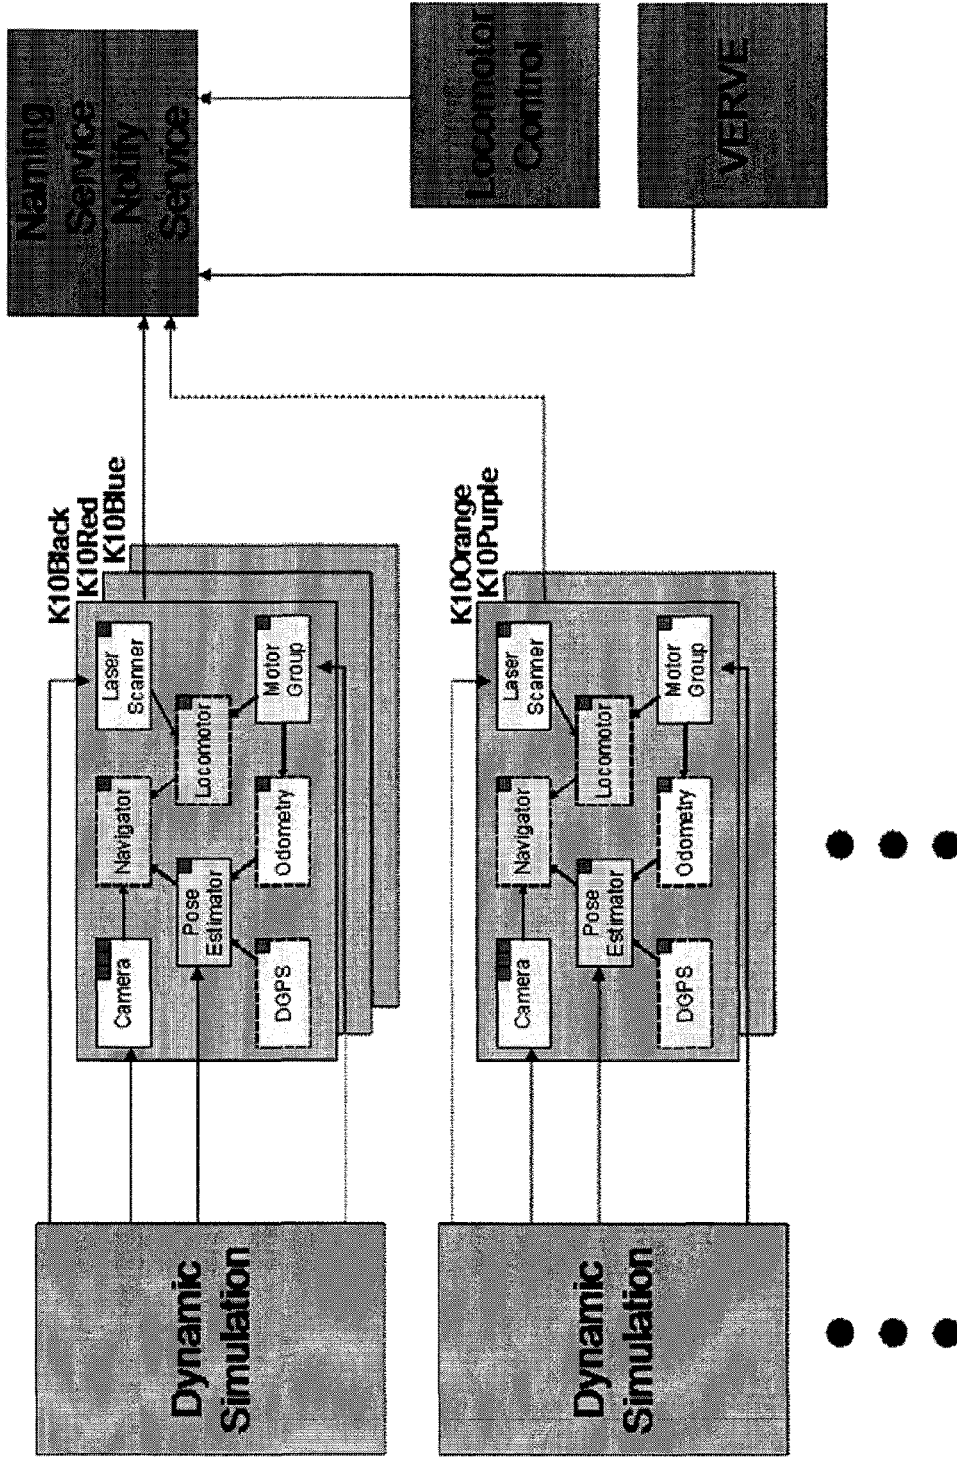 Naming
Service
Notify
Service
Locomotor
Control
VERVE
K10Black
K10Red
K10Blue
Laser
Scanner
Navigator
Camera
Locomotor
Pose
Estimator
Motor
Group
Odometry
DGPS
Dynamic
Simulation
K10Orange
K10Purple
Laser
Scanner
Navigator
Camera
Locomotor
Pose
Estimator
Motor
Group
Odometry
DGPS
Dynamic
Simulation